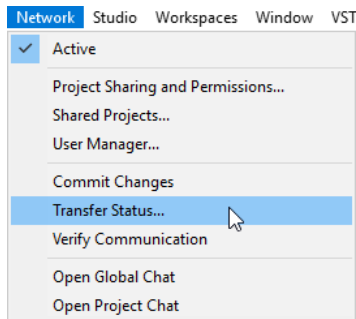 Network Studio Workspaces Window VST
Active
Project Sharing and Permissions...
Shared Projects...
User Manager...
Commit Changes
Transfer Status...
Verify Communication
Open Global Chat
Open Project Chat